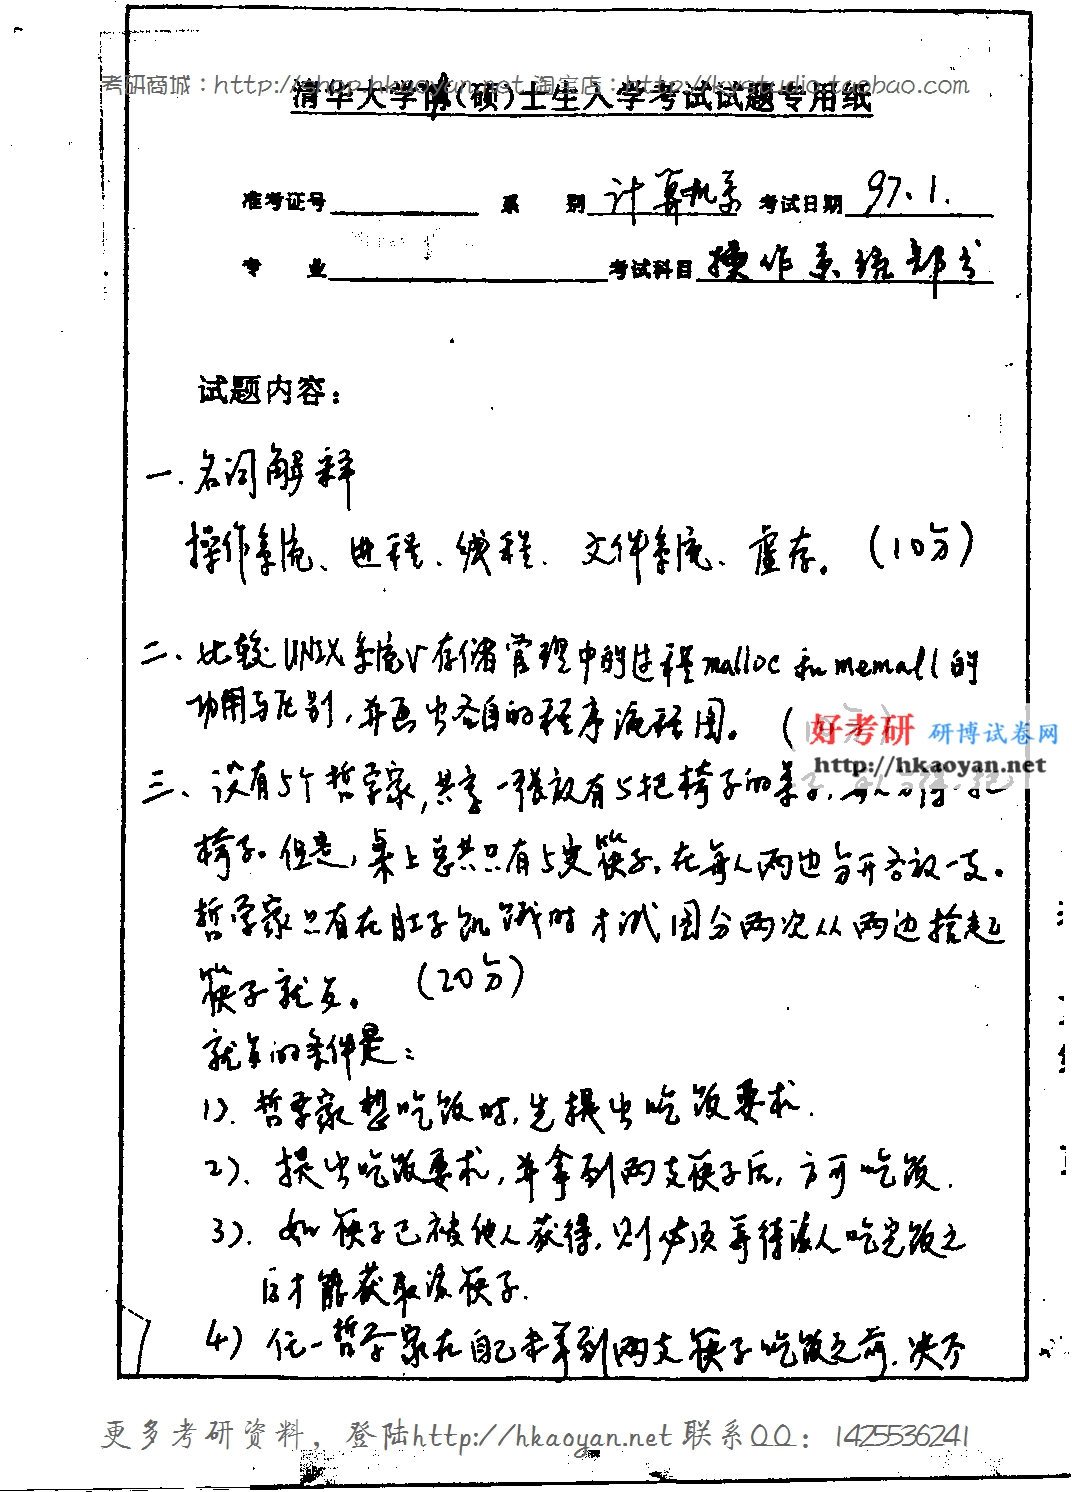 考研商城：http://shop.hkaoyan.net 淘宝店：http://kystudio.taobao.com
清华大学博(硕)士生入学考试试题专用纸
准考证号 系 别 计算机系 考试日期 97.1.
专 业 考试科目 操作系统部分
试题内容：
一. 名词解释
操作系统、进程、线程、文件系统、虚存。(10分)
二、比较UNIX系统V存储管理中的过程malloc和memall的
功用与区别，并画出各自的程序流程图。(
好考研 研博试卷网
http://hkaoyan.net
三、设有5个哲学家，共享一张放有5把椅子的桌子，每人分得一把
椅子。但是，桌上总共只有5支筷子，在每人两边分开各放一支。
哲学家只有在肚子饥饿时才试图分两次从两边拾起
筷子就餐。 (20分)
就餐的条件是：
1). 哲学家想吃饭时，先提出吃饭要求.
2). 提出吃饭要求，并拿到两支筷子后，方可吃饭.
3). 如筷子已被他人获得，则必须等待该人吃完饭之
后才能获取该筷子.
4) 任一哲学家在自己未拿到两支筷子吃饭之前，决不
更多考研资料，登陆http://hkaoyan.net 联系QQ：1425536241